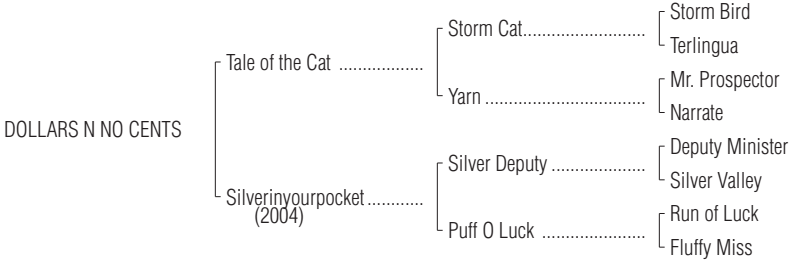 Storm Bird
Storm Cat..........................
Terlingua
Tale of the Cat ..................
Mr. Prospector
Yarn ..................................
Narrate
DOLLARS N NO CENTS
Deputy Minister
Silver Deputy ....................
Silver Valley
Silverinyourpocket............
(2004)
Run of Luck
Puff O Luck ......................
Fluffy Miss